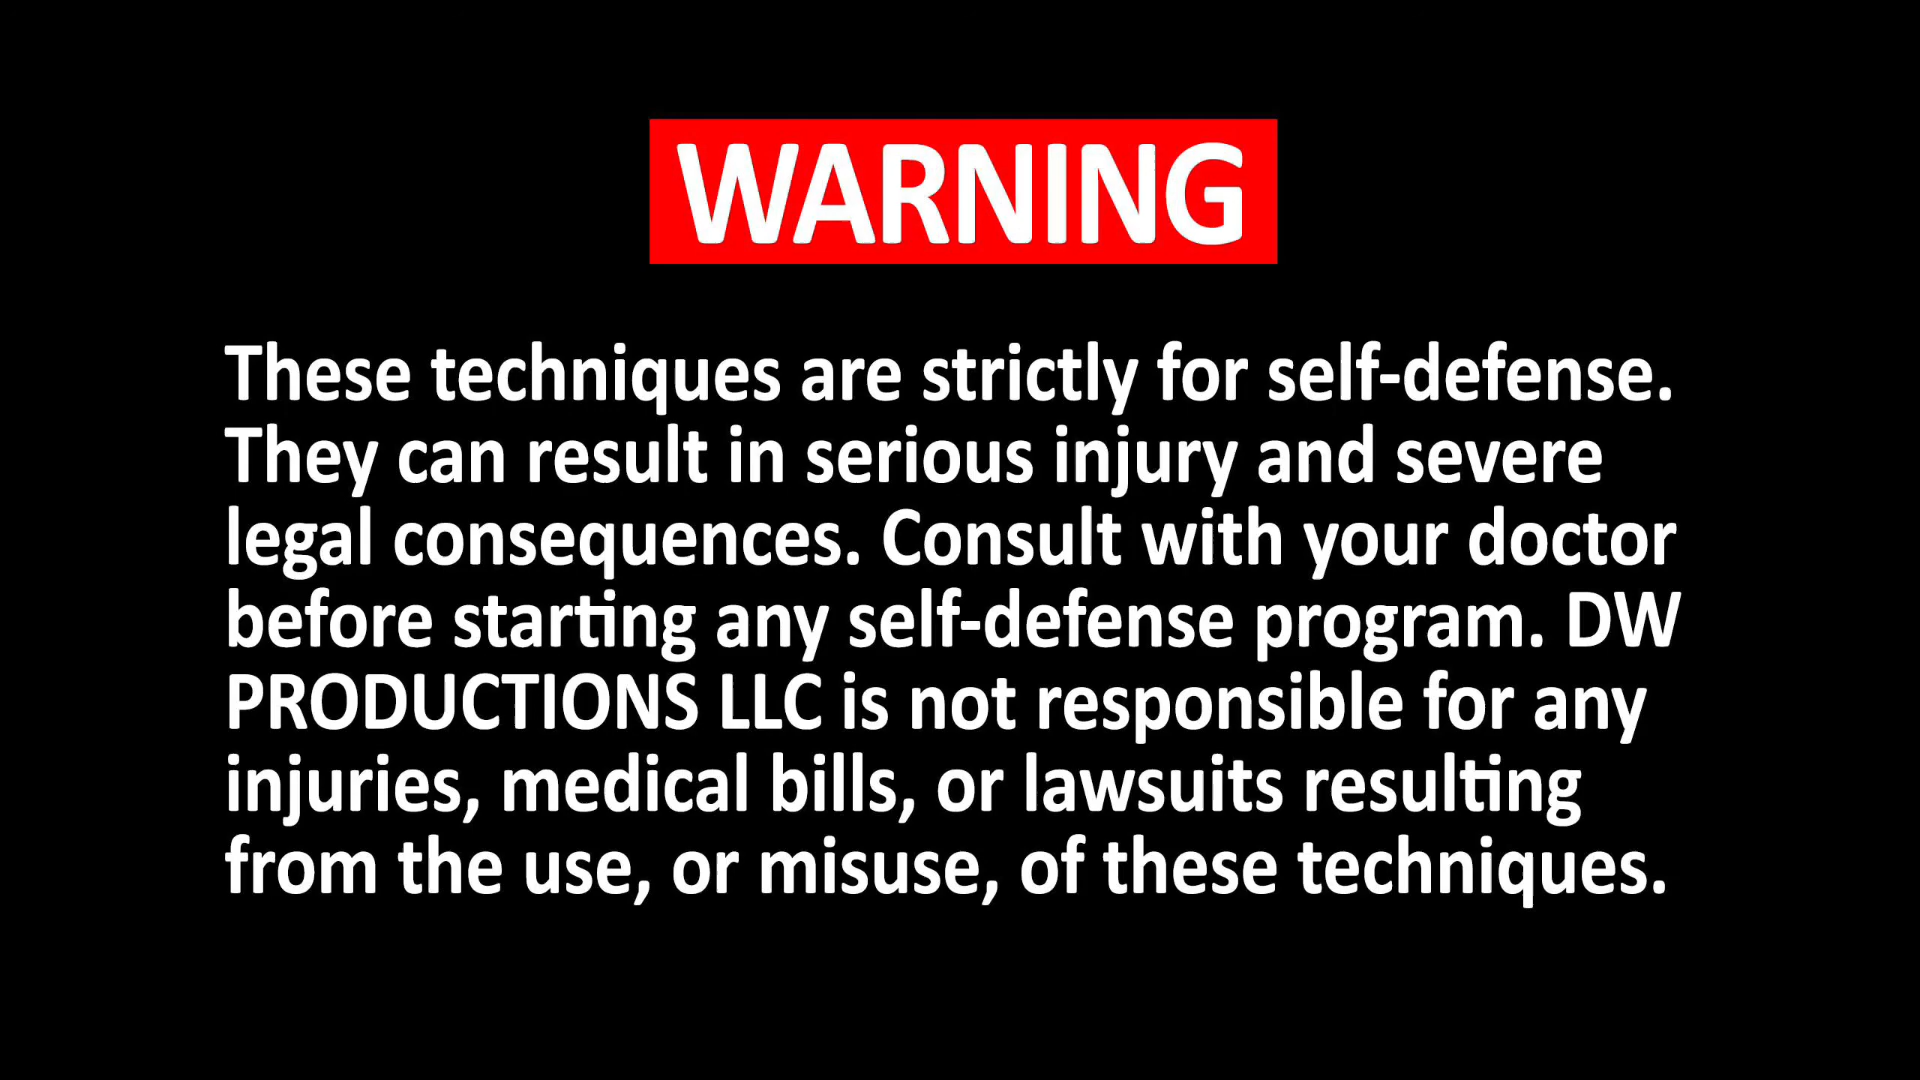 WARNING
These techniques are strictly for self-defense.
They can result in serious injury and severe
legal consequences. Consult with your doctor
before starting any self-defense program. DW
PRODUCTIONS LLC is not responsible for any
injuries, medical bills, or lawsuits resulting
from the use, or misuse, of these techniques.